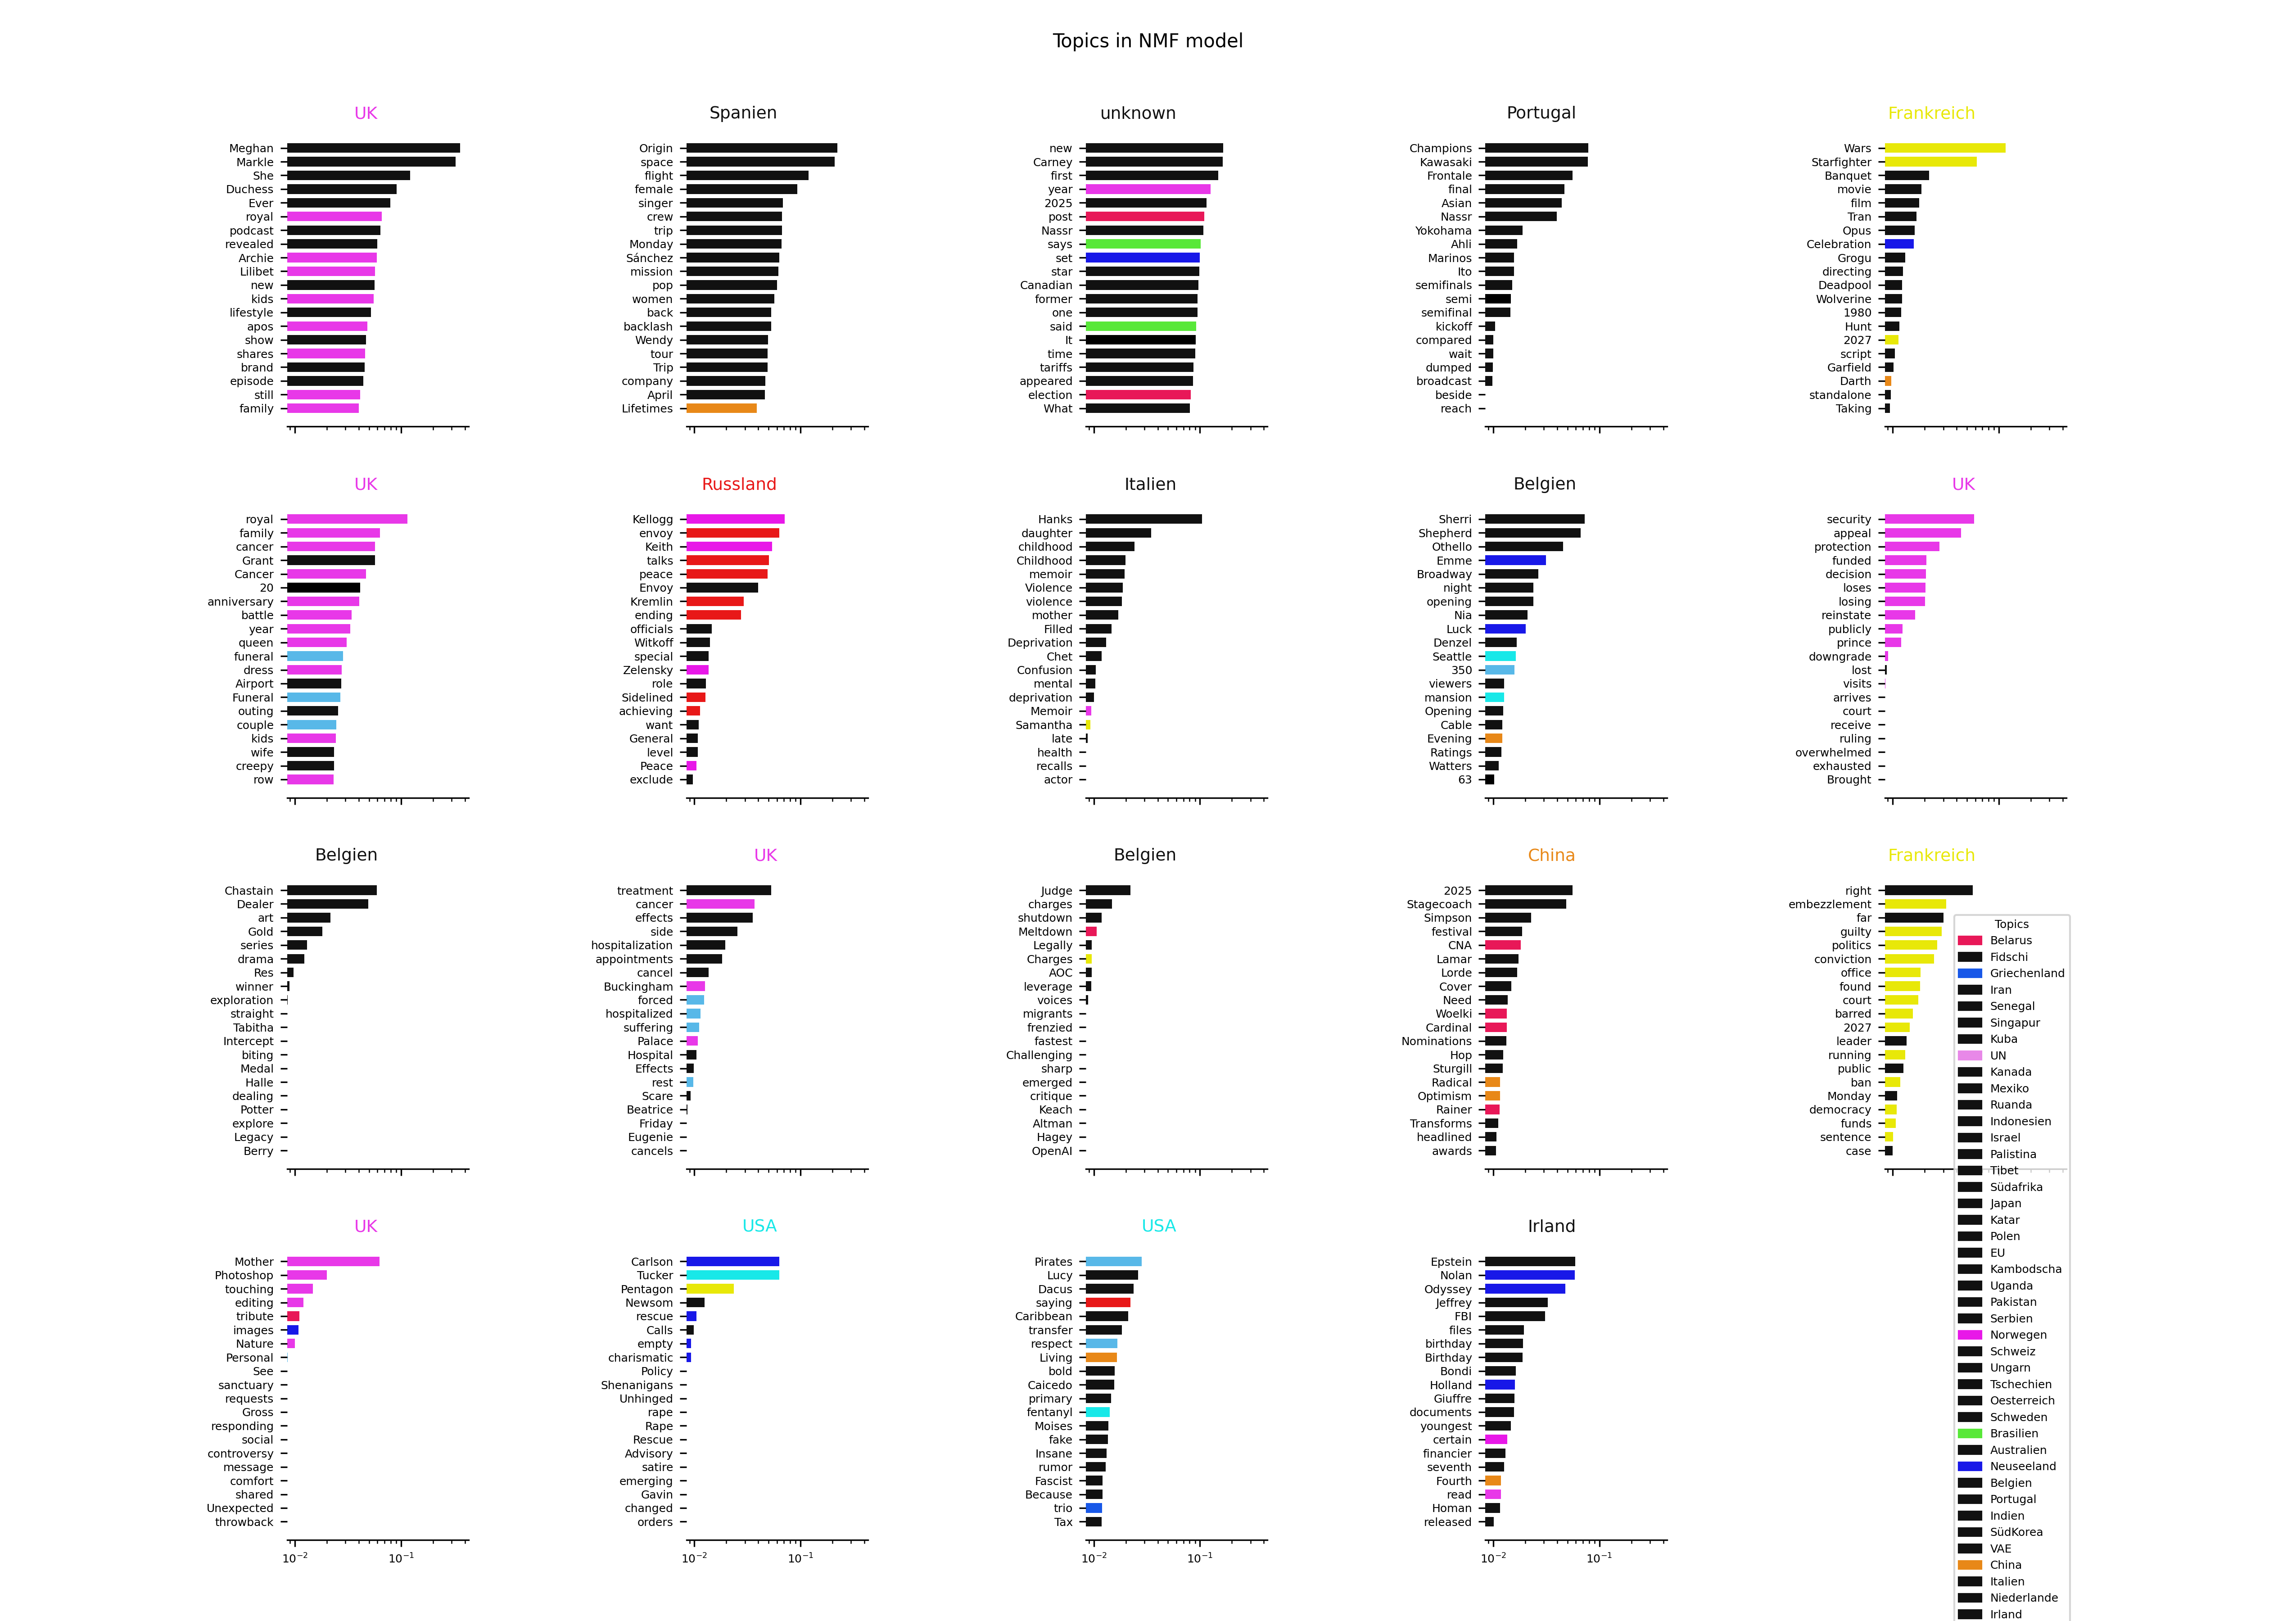 Topics in NMF model
UK
Meghan
Markle
She
Duchess
Ever
royal
podcast
revealed
Archie
Lilibet
new
kids
lifestyle
apos
show
shares
brand
episode
still
family
Spanien
Origin
space
flight
female
singer
crew
trip
Monday
Sánchez
mission
pop
women
back
backlash
Wendy
tour
Trip
company
April
Lifetimes
unknown
new
Carney
first
year
2025
post
Nassr
says
set
star
Canadian
former
one
said
It
time
tariffs
appeared
election
What
Portugal
Champions
Kawasaki
Frontale
final
Asian
Nassr
Yokohama
Ahli
Marinos
Ito
semifinals
semi
semifinal
kickoff
compared
wait
dumped
broadcast
beside
reach
Frankreich
Wars
Starfighter
Banquet
movie
film
Tran
Opus
Celebration
Grogu
directing
Deadpool
Wolverine
1980
Hunt
2027
script
Garfield
Darth
standalone
Taking
UK
royal
family
cancer
Grant
Cancer
20
anniversary
battle
year
queen
funeral
dress
Airport
Funeral
outing
couple
kids
wife
creepy
row
Russland
Kellogg
envoy
Keith
talks
peace
Envoy
Kremlin
ending
officials
Witkoff
special
Zelensky
role
Sidelined
achieving
want
General
level
Peace
exclude
Italien
Hanks
daughter
childhood
Childhood
memoir
Violence
violence
mother
Filled
Deprivation
Chet
Confusion
mental
deprivation
Memoir
Samantha
late
health
recalls
actor
Belgien
Sherri
Shepherd
Othello
Emme
Broadway
night
opening
Nia
Luck
Denzel
Seattle
350
viewers
mansion
Opening
Cable
Evening
Ratings
Watters
63
UK
security
appeal
protection
funded
decision
loses
losing
reinstate
publicly
prince
downgrade
lost
visits
arrives
court
receive
ruling
overwhelmed
exhausted
Brought
Belgien
Chastain
Dealer
art
Gold
series
drama
Res
winner
exploration
straight
Tabitha
Intercept
biting
Medal
Halle
dealing
Potter
explore
Legacy
Berry
UK
treatment
cancer
effects
side
hospitalization
appointments
cancel
Buckingham
forced
hospitalized
suffering
Palace
Hospital
Effects
rest
Scare
Beatrice
Friday
Eugenie
cancels
Belgien
Judge
charges
shutdown
Meltdown
Legally
Charges
AOC
leverage
voices
migrants
frenzied
fastest
Challenging
sharp
emerged
critique
Keach
Altman
Hagey
OpenAI
China
2025
Stagecoach
Simpson
festival
CNA
Lamar
Lorde
Cover
Need
Woelki
Cardinal
Nominations
Hop
Sturgill
Radical
Optimism
Rainer
Transforms
headlined
awards
Frankreich
right
embezzlement
far
guilty
politics
conviction
office
found
court
barred
2027
leader
running
public
ban
Monday
democracy
funds
sentence
case
UK
Mother
Photoshop
touching
editing
tribute
images
Nature
Personal
See
sanctuary
requests
Gross
responding
social
controversy
message
comfort
shared
Unexpected
throwback
10⁻² 10⁻¹
USA
Carlson
Tucker
Pentagon
Newsom
rescue
Calls
empty
charismatic
Policy
Shenanigans
Unhinged
rape
Rape
Rescue
Advisory
satire
emerging
Gavin
changed
orders
10⁻² 10⁻¹
USA
Pirates
Lucy
Dacus
saying
Caribbean
transfer
respect
Living
bold
Caicedo
primary
fentanyl
Moises
fake
Insane
rumor
Fascist
Because
trio
Tax
10⁻² 10⁻¹
Irland
Epstein
Nolan
Odyssey
Jeffrey
FBI
files
birthday
Birthday
Bondi
Holland
Giuffre
documents
youngest
certain
financier
seventh
Fourth
read
Homan
released
10⁻² 10⁻¹
Topics
Belarus
Fidschi
Griechenland
Iran
Senegal
Singapur
Kuba
UN
Kanada
Mexiko
Ruanda
Indonesien
Israel
Palistina
Tibet
Südafrika
Japan
Katar
Polen
EU
Kambodscha
Uganda
Pakistan
Serbien
Norwegen
Schweiz
Ungarn
Tschechien
Oesterreich
Schweden
Brasilien
Australien
Neuseeland
Belgien
Portugal
Indien
SüdKorea
VAE
China
Italien
Niederlande
Irland